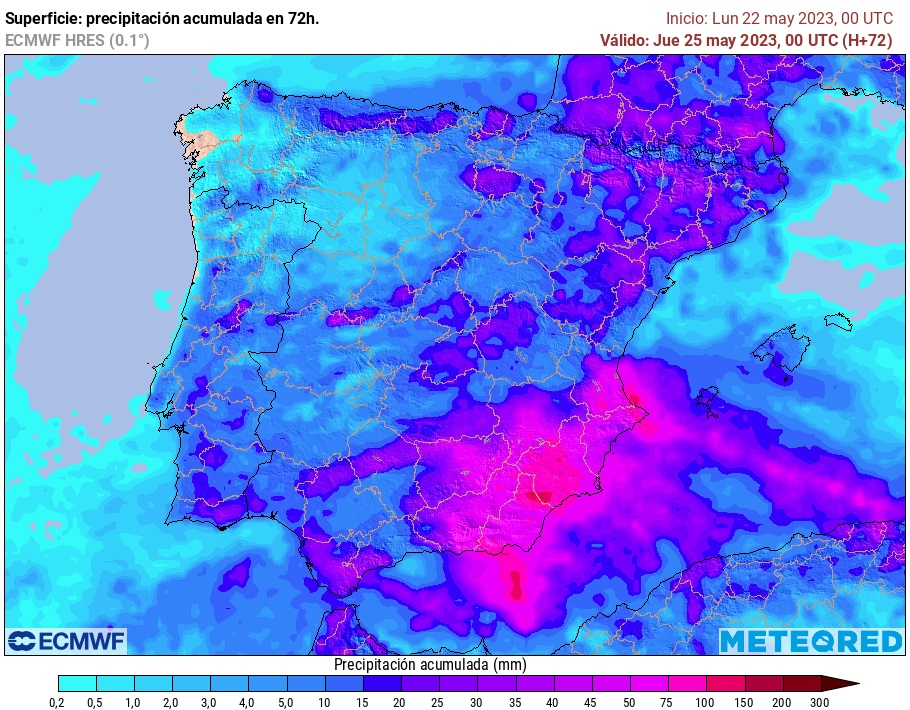 Superficie: precipitación acumulada en 72h.
Inicio: Lun 22 may 2023, 00 UTC
ECMWF HRES (0.1°)
Válido: Jue 25 may 2023, 00 UTC (H+72)
ECMWF
METEORED
Precipitación acumulada (mm)
0,2 0,5 1,0 2,0 3,0 4,0 5,0 10 15 20 25 30 35 40 45 50 75 100 150 200 300